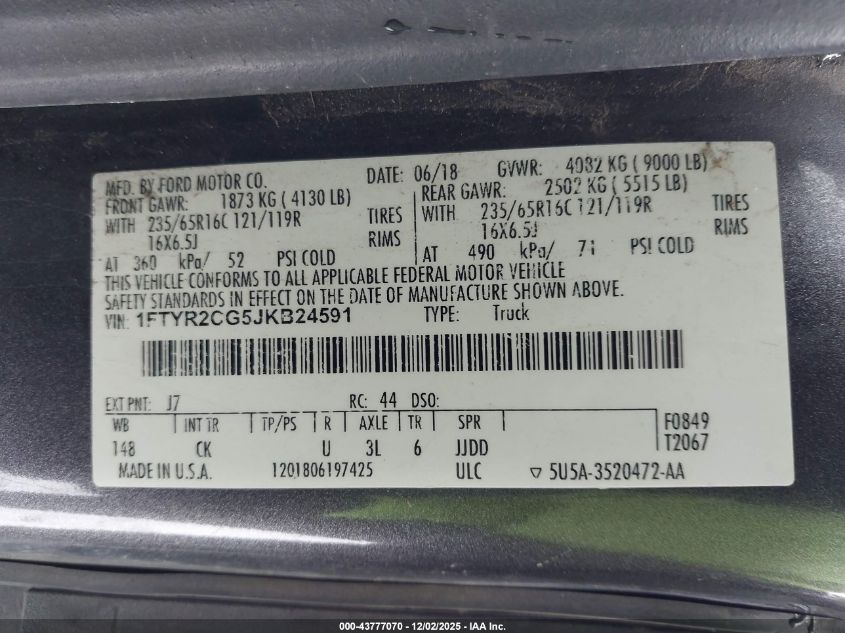 MFD. BY FORD MOTOR CO. DATE: 06/18 GVWR: 4082 KG ( 9000 LB)
FRONT GAWR: 1873 KG ( 4130 LB) REAR GAWR: 2502 KG ( 5515 LB)
WITH 235/65R16C 121/119R TIRES WITH 235/65R16C 121/119R TIRES
16X6.5J RIMS 16X6.5J RIMS
AT 360 kPa/ 52 PSI COLD AT 490 kPa/ 71 PSI COLD
THIS VEHICLE CONFORMS TO ALL APPLICABLE FEDERAL MOTOR VEHICLE
SAFETY STANDARDS IN EFFECT ON THE DATE OF MANUFACTURE SHOWN ABOVE.
VIN: 1FTYR2CG5JKB24591 TYPE: Truck
EXT PNT: J7 RC: 44 DSO:
WB INT TR TP/PS R AXLE TR SPR F0849
148 CK U 3L 6 JJDD T2067
MADE IN U.S.A. 1201806197425 ULC ▽ 5U5A-3520472-AA
000-43777070 - 12/02/2025 - IAA Inc.